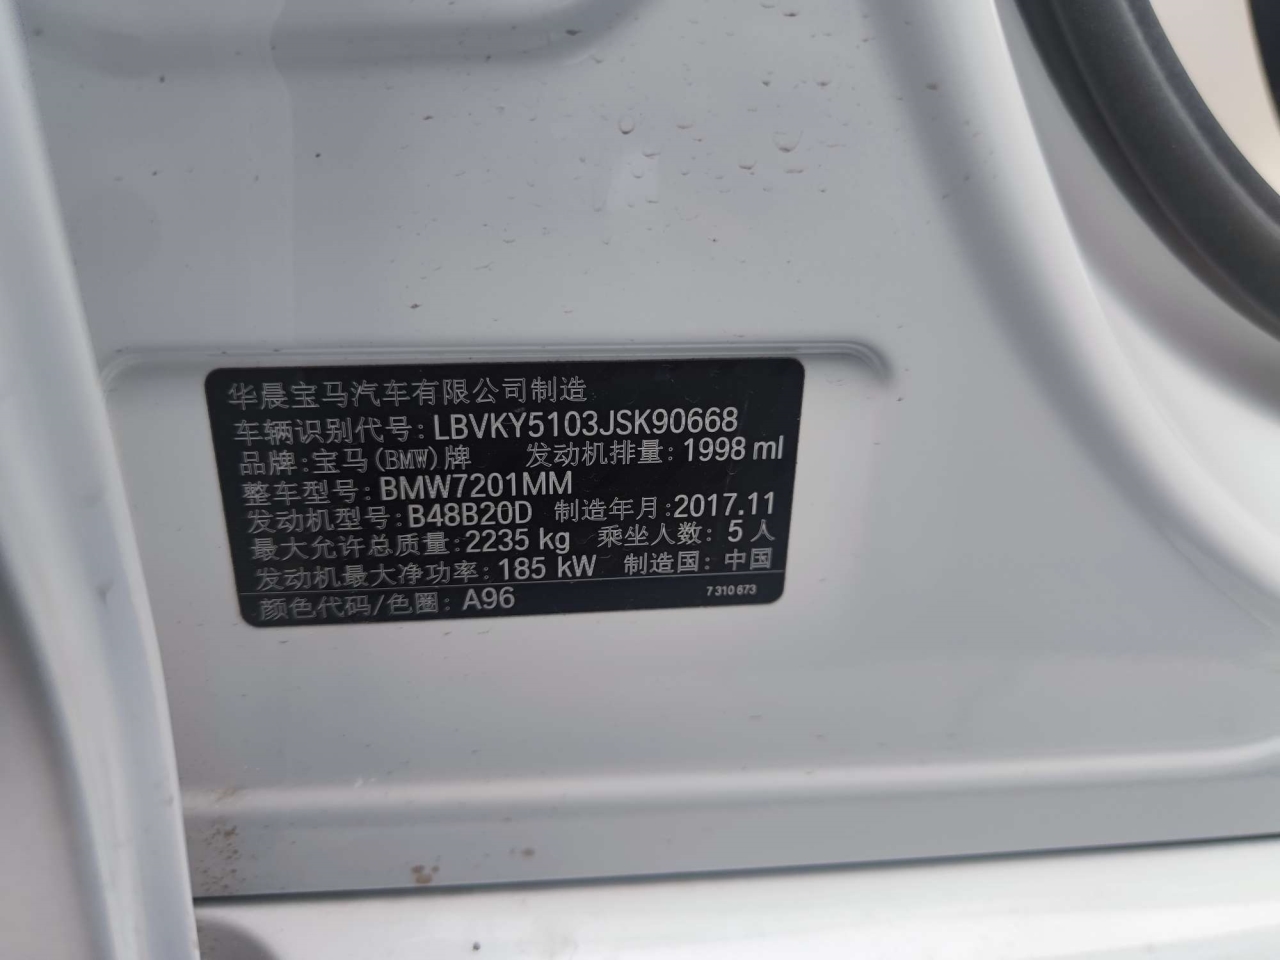 华晨宝马汽车有限公司制造
车辆识别代号: LBVKY5103JSK90668
品牌: 宝马(BMW)牌 发动机排量: 1998 ml
整车型号: BMW7201MM
发动机型号: B48B20D 制造年月: 2017.11
最大允许总质量: 2235 kg 乘坐人数: 5 人
发动机最大净功率: 185 kW 制造国: 中国
颜色代码/色圈: A96 7 310 673